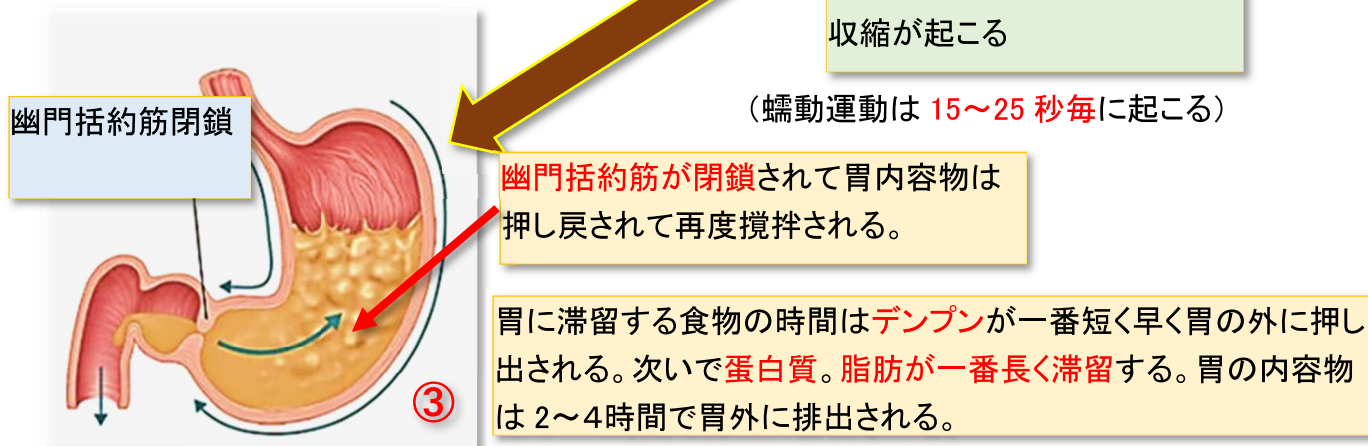 収縮が起こる
（蠕動運動は 15～25 秒毎に起こる）
幽門括約筋閉鎖
幽門括約筋が閉鎖されて胃内容物は
押し戻されて再度撹拌される。
胃に滞留する食物の時間はデンプンが一番短く早く胃の外に押し
出される。次いで蛋白質。脂肪が一番長く滞留する。胃の内容物
は 2～４時間で胃外に排出される。
③